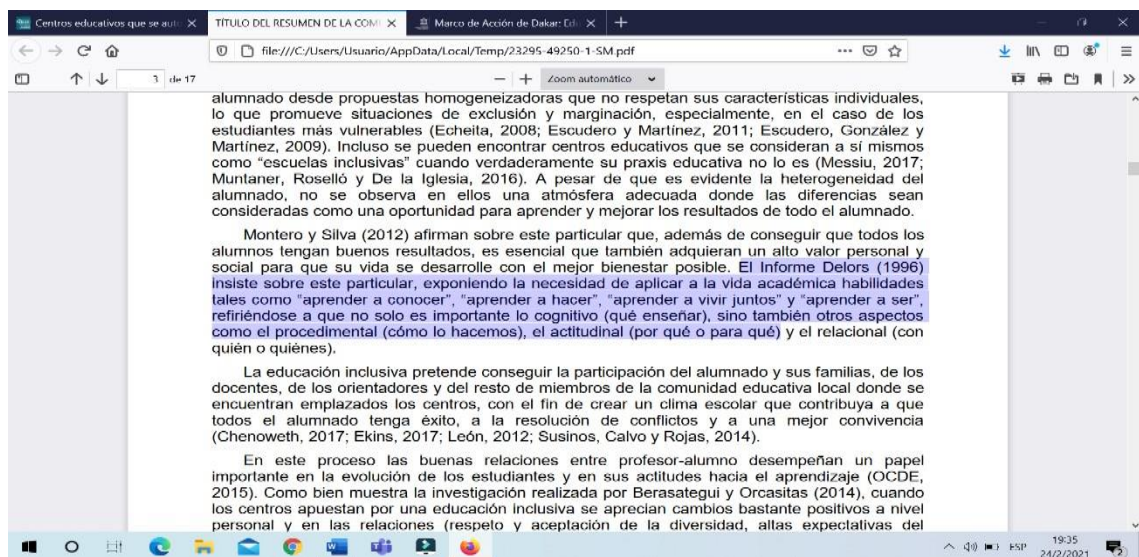 Centros educativos que se aut
TÍTULO DEL RESUMEN DE LA COM
Marco de Acción de Dakar: Edu
file:///C:/Users/Usuario/AppData/Local/Temp/23295-49250-1-SM.pdf
3 de 17
Zoom automático
alumnado desde propuestas homogeneizadoras que no respetan sus características individuales,
lo que promueve situaciones de exclusión y marginación, especialmente, en el caso de los
estudiantes más vulnerables (Echeita, 2008; Escudero y Martínez, 2011; Escudero, González y
Martínez, 2009). Incluso se pueden encontrar centros educativos que se consideran a sí mismos
como “escuelas inclusivas” cuando verdaderamente su praxis educativa no lo es (Messiu, 2017;
Muntaner, Roselló y De la Iglesia, 2016). A pesar de que es evidente la heterogeneidad del
alumnado, no se observa en ellos una atmósfera adecuada donde las diferencias sean
consideradas como una oportunidad para aprender y mejorar los resultados de todo el alumnado.
Montero y Silva (2012) afirman sobre este particular que, además de conseguir que todos los
alumnos tengan buenos resultados, es esencial que también adquieran un alto valor personal y
social para que su vida se desarrolle con el mejor bienestar posible. El Informe Delors (1996)
insiste sobre este particular, exponiendo la necesidad de aplicar a la vida académica habilidades
tales como “aprender a conocer”, “aprender a hacer”, “aprender a vivir juntos” y “aprender a ser”,
refiriéndose a que no solo es importante lo cognitivo (qué enseñar), sino también otros aspectos
como el procedimental (cómo lo hacemos), el actitudinal (por qué o para qué) y el relacional (con
quién o quiénes).
La educación inclusiva pretende conseguir la participación del alumnado y sus familias, de los
docentes, de los orientadores y del resto de miembros de la comunidad educativa local donde se
encuentran emplazados los centros, con el fin de crear un clima escolar que contribuya a que
todos el alumnado tenga éxito, a la resolución de conflictos y a una mejor convivencia
(Chenoweth, 2017; Ekins, 2017; León, 2012; Susinos, Calvo y Rojas, 2014).
En este proceso las buenas relaciones entre profesor-alumno desempeñan un papel
importante en la evolución de los estudiantes y en sus actitudes hacia el aprendizaje (OCDE,
2015). Como bien muestra la investigación realizada por Berasategui y Orcasitas (2014), cuando
los centros apuestan por una educación inclusiva se aprecian cambios bastante positivos a nivel
personal y en las relaciones (respeto y aceptación de la diversidad, altas expectativas del
ESP
19:35
24/2/2021